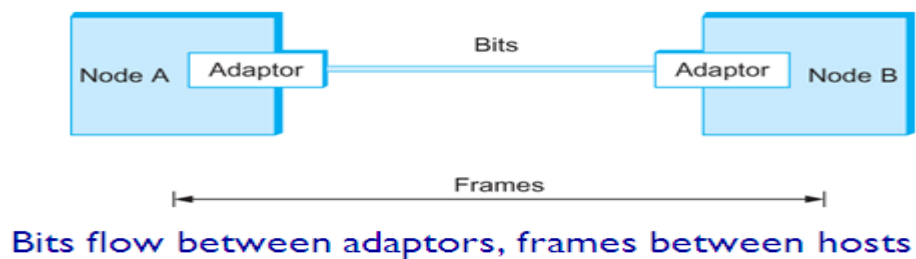 Bits
Node A
Adaptor
Adaptor
Node B
Frames
Bits flow between adaptors, frames between hosts